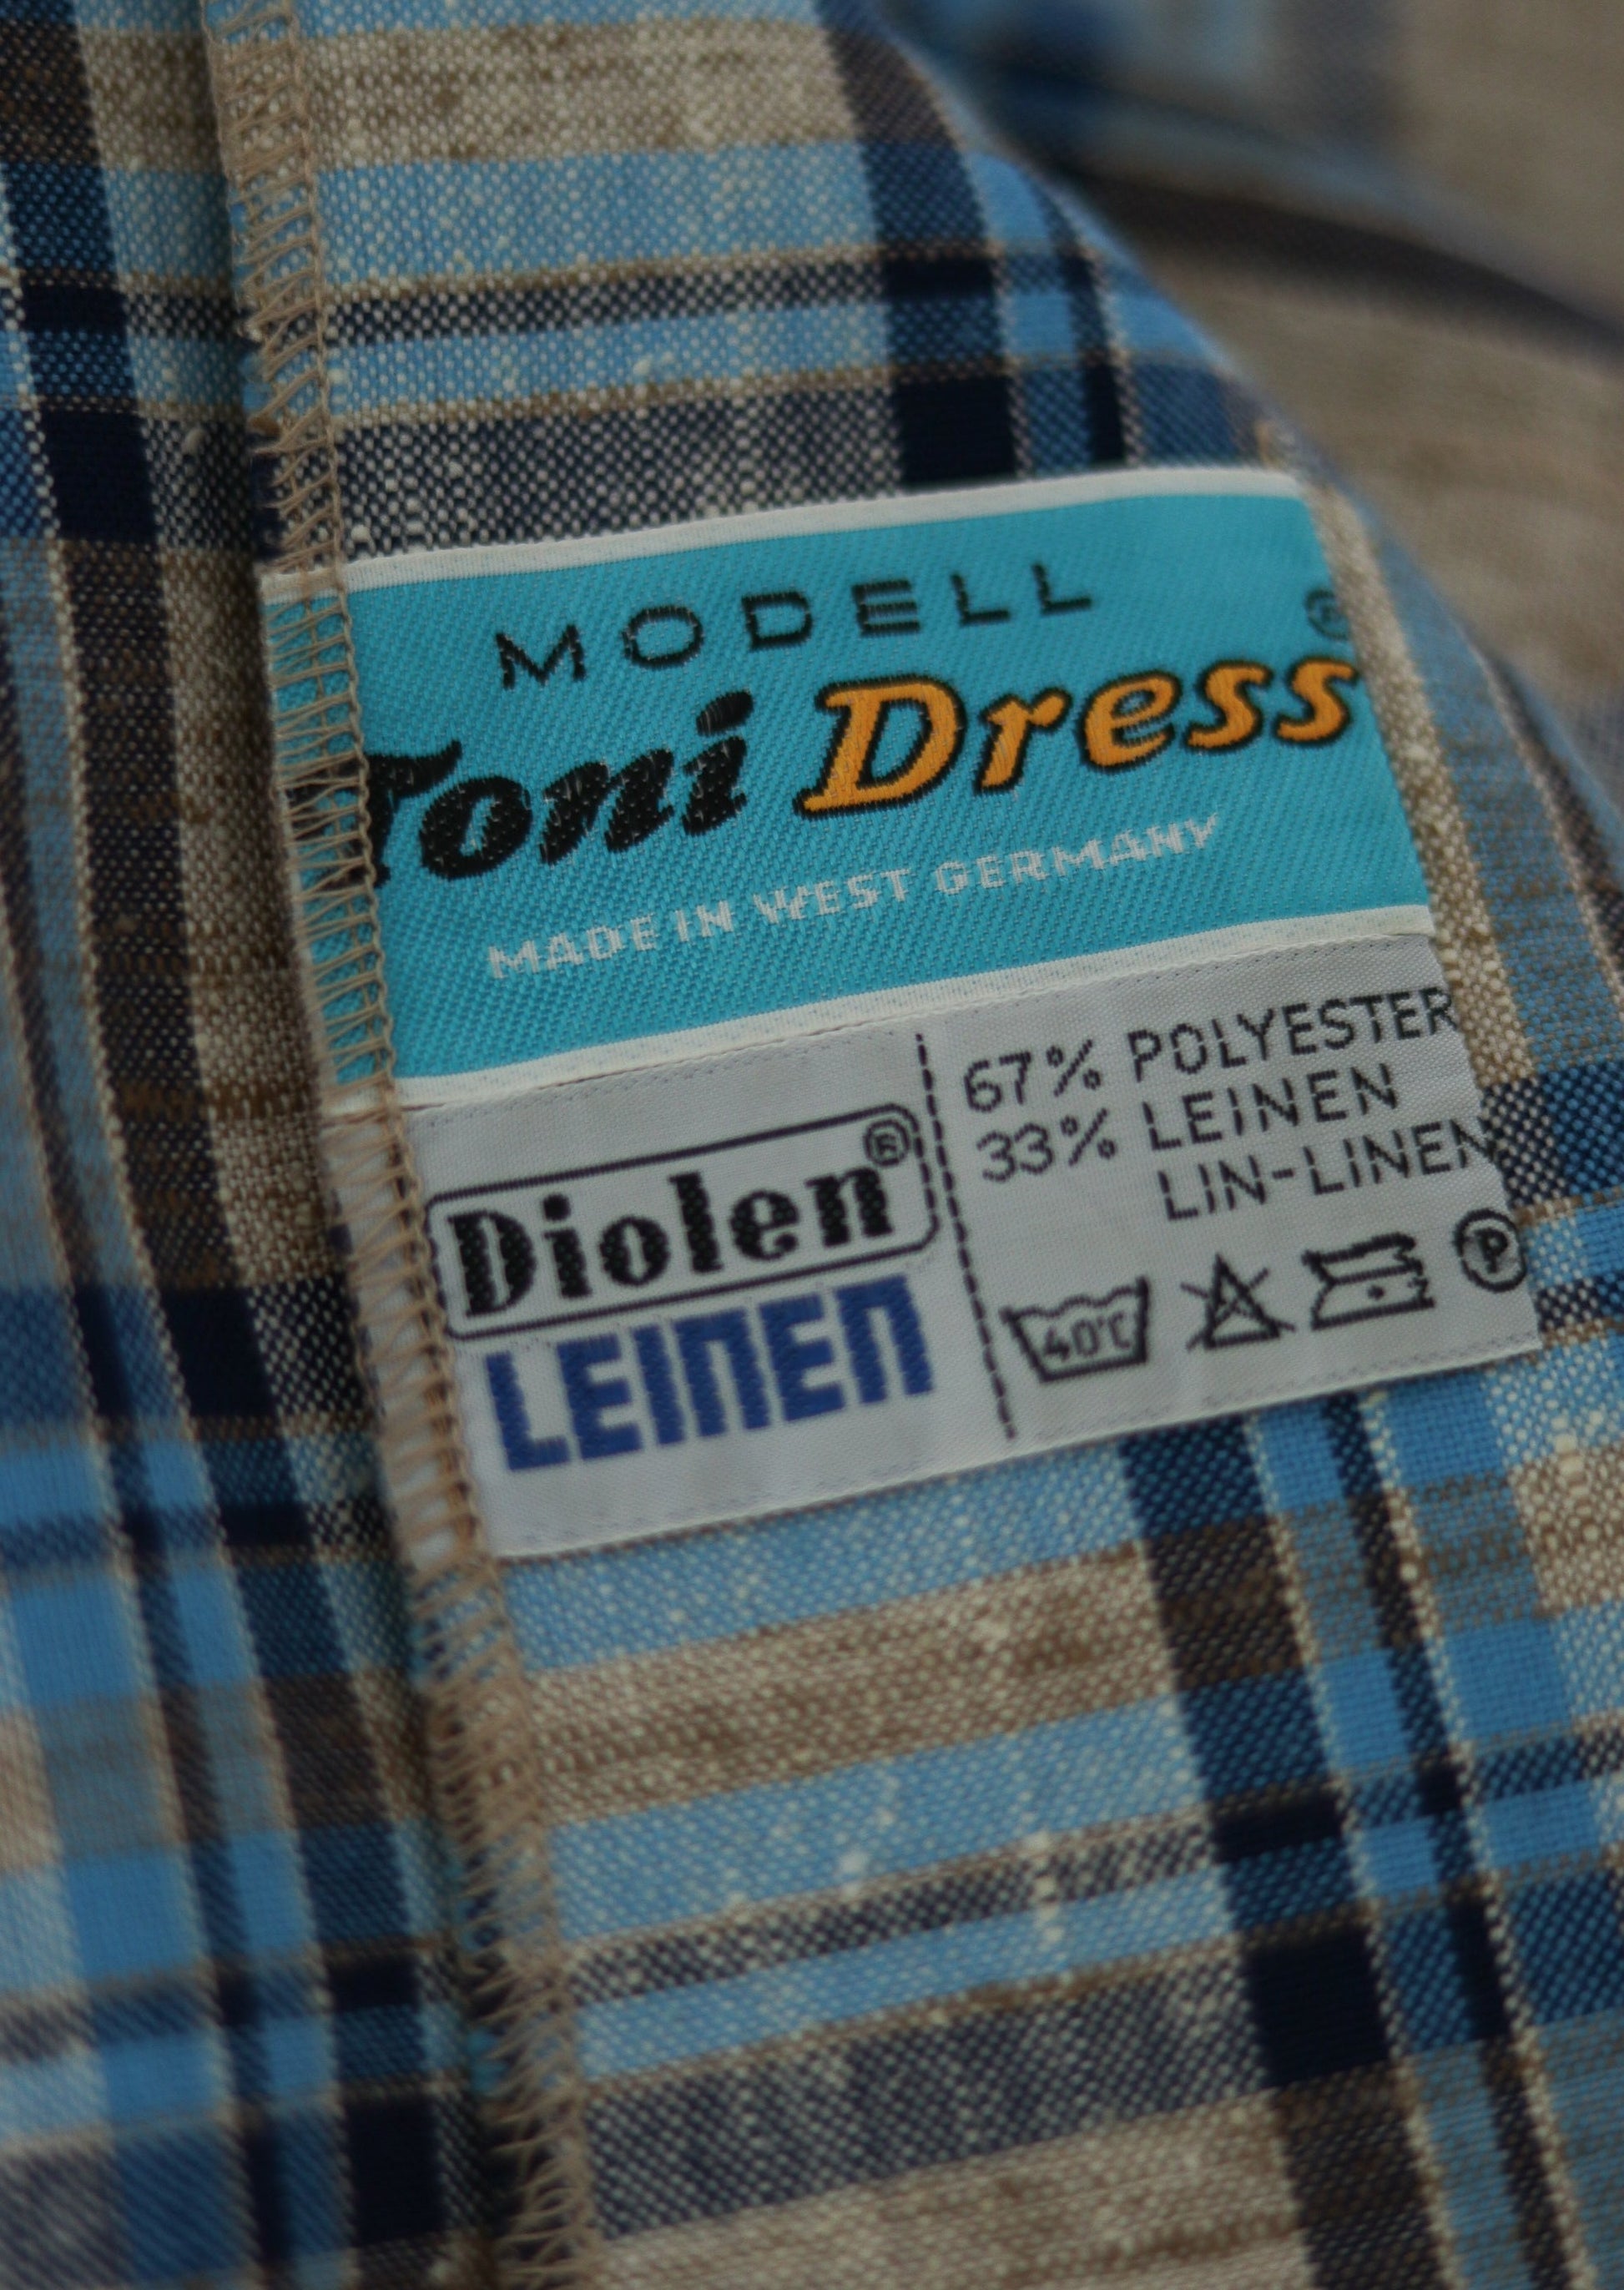 MODELL
Toni Dress ®
MADE IN WEST GERMANY
Diolen ®
LEINEN
67% POLYESTER
33% LEINEN
LIN-LINEN
40°C
P